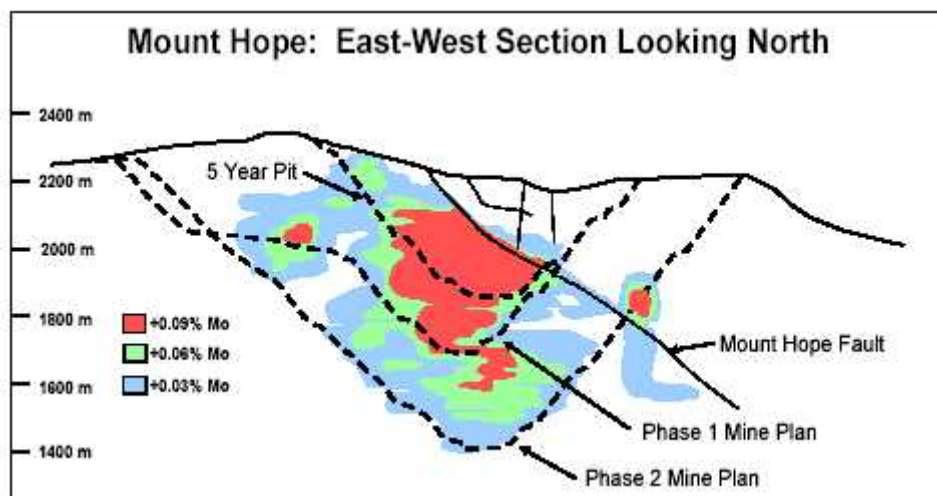 Mount Hope: East-West Section Looking North
2400 m
2200 m
2000 m
1800 m
1600 m
1400 m
5 Year Pit
+0.09% Mo
+0.06% Mo
+0.03% Mo
Mount Hope Fault
Phase 1 Mine Plan
Phase 2 Mine Plan